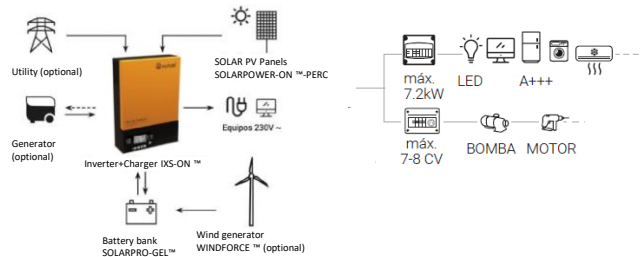 Utility (optional)
SOLAR PV Panels
SOLARPOWER-ON ™-PERC
Generator
(optional)
Equipos 230V ~
Inverter+Charger IXS-ON ™
Battery bank
SOLARPRO-GEL™
Wind generator
WINDFORCE ™ (optional)
máx.
7.2kW
LED
A+++
máx.
7-8 CV
BOMBA
MOTOR